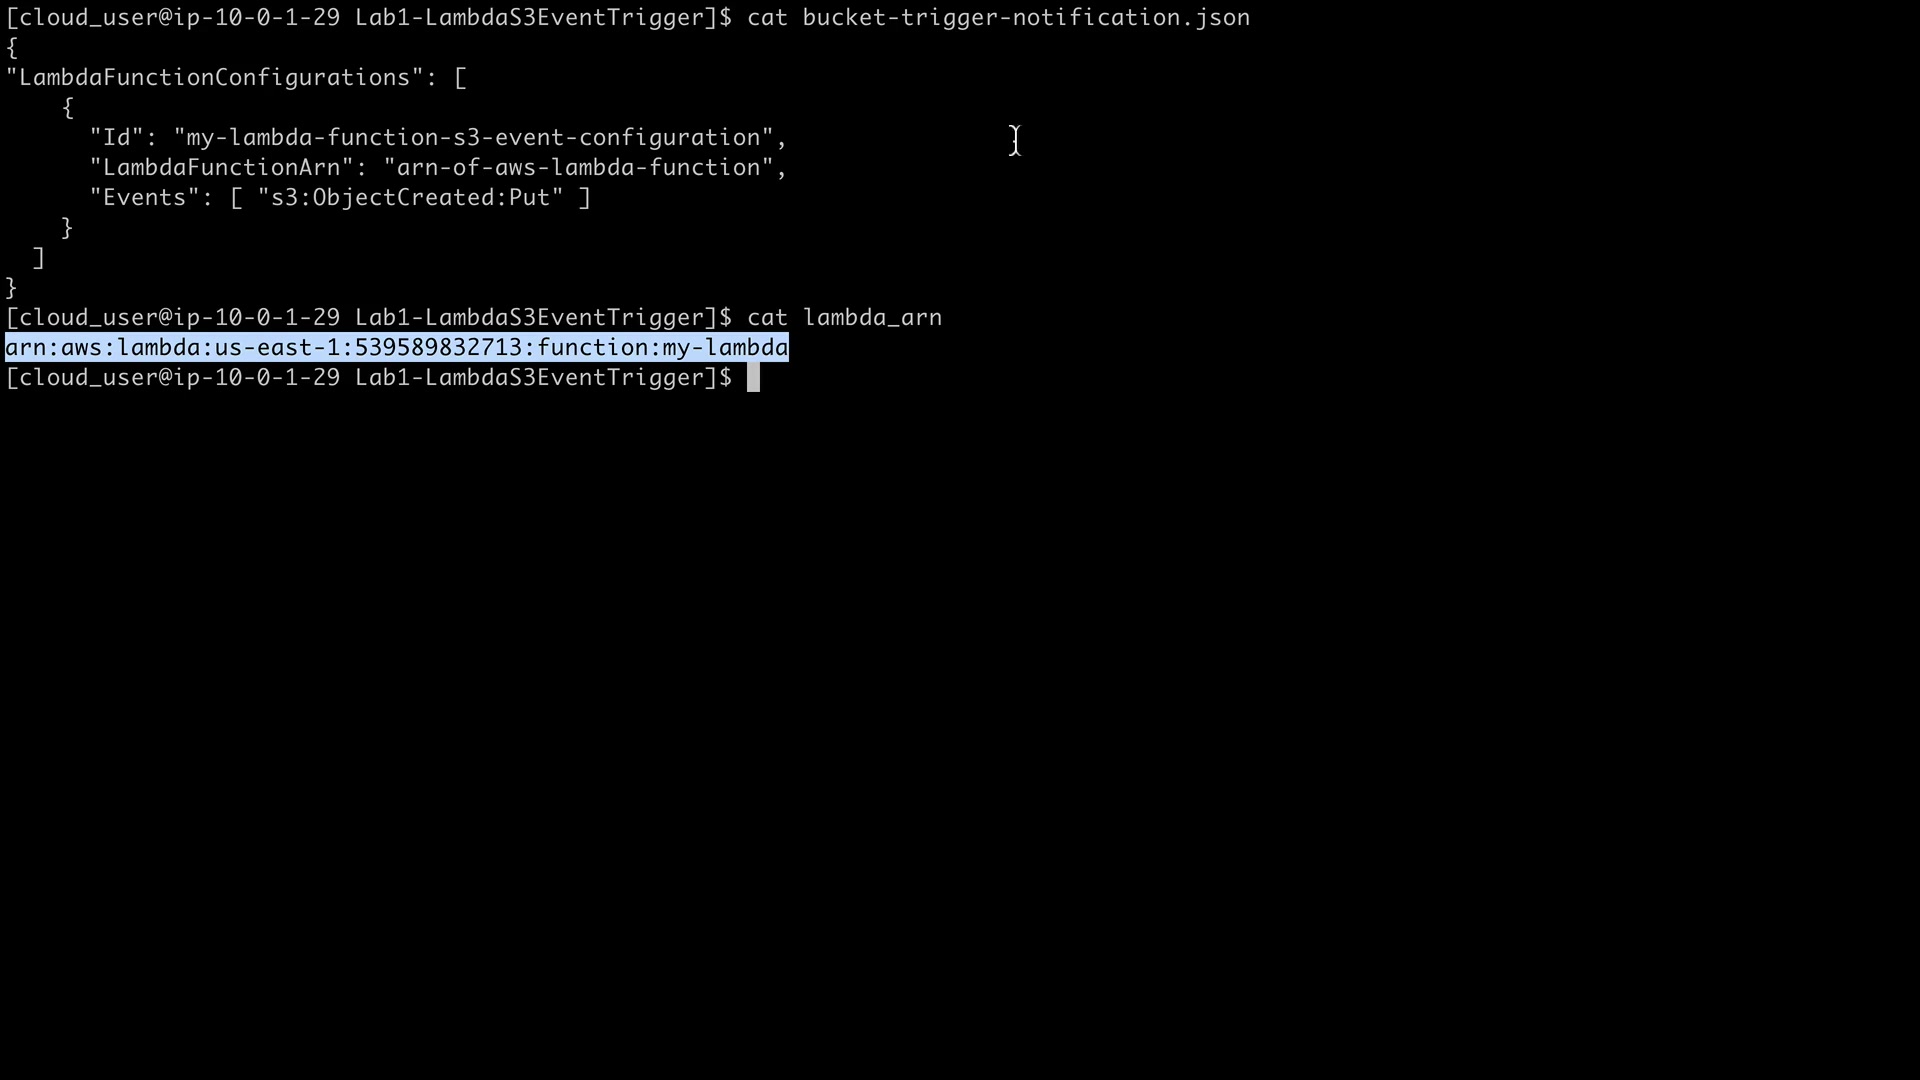 [cloud_user@ip-10-0-1-29 Lab1-LambdaS3EventTrigger]$ cat bucket-trigger-notification.json
{
"LambdaFunctionConfigurations": [
    {
      "Id": "my-lambda-function-s3-event-configuration",
      "LambdaFunctionArn": "arn-of-aws-lambda-function",
      "Events": [ "s3:ObjectCreated:Put" ]
    }
  ]
}
[cloud_user@ip-10-0-1-29 Lab1-LambdaS3EventTrigger]$ cat lambda_arn
arn:aws:lambda:us-east-1:539589832713:function:my-lambda
[cloud_user@ip-10-0-1-29 Lab1-LambdaS3EventTrigger]$